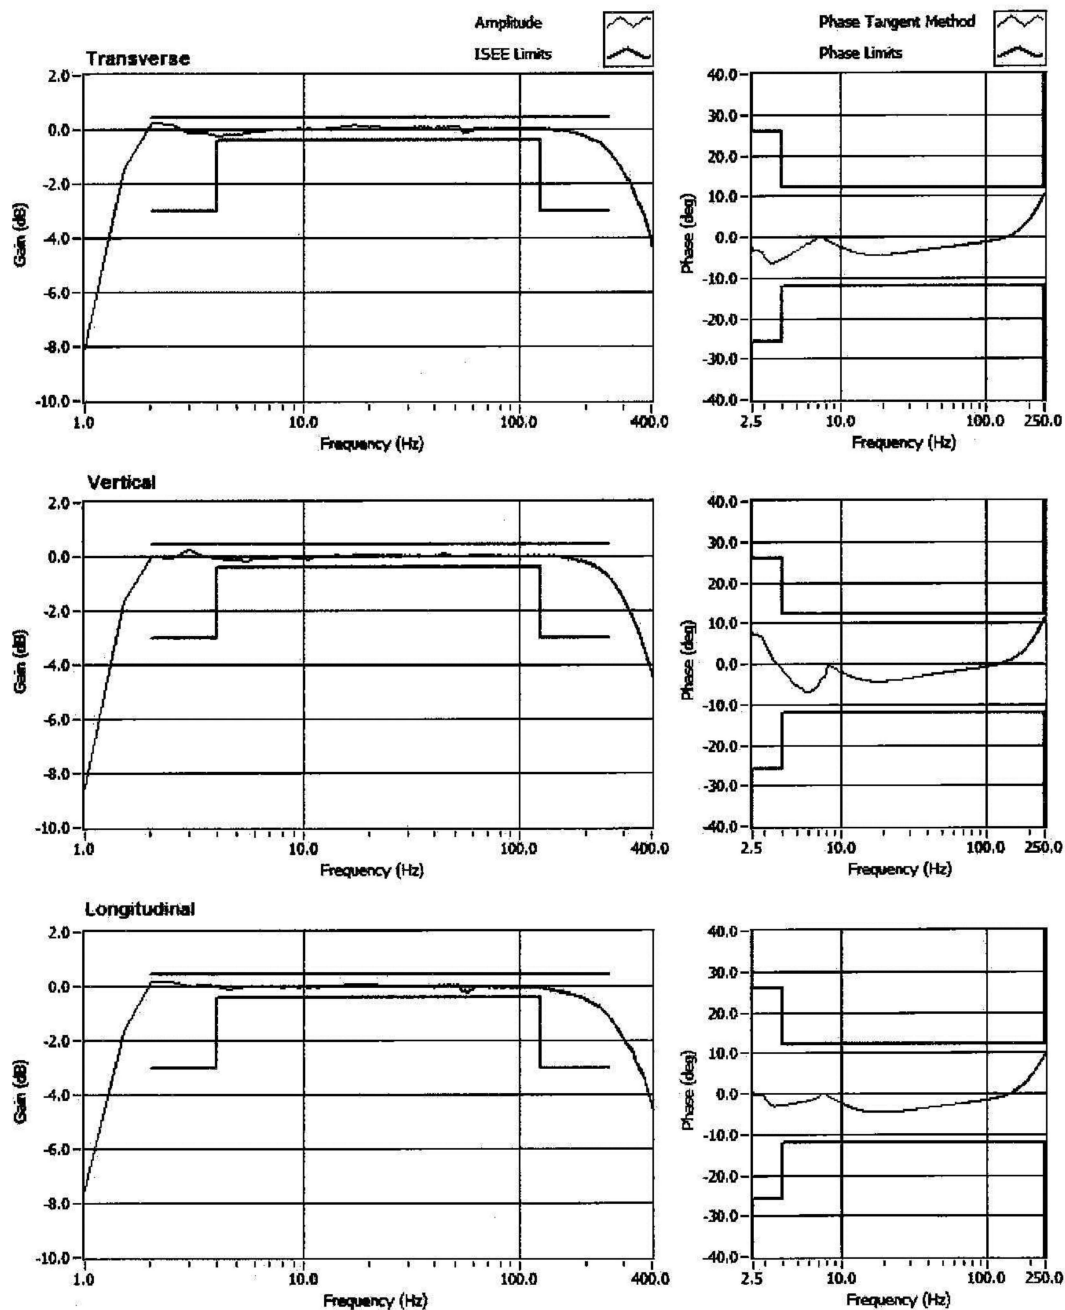 Amplitude
ISEE Limits
Phase Tangent Method
Phase Limits
Transverse
2.0
0.0
-2.0
-4.0
-6.0
-8.0
-10.0
Gain (dB)
1.0 10.0 100.0 400.0
Frequency (Hz)
40.0
30.0
20.0
10.0
0.0
-10.0
-20.0
-30.0
-40.0
Phase (deg)
2.5 10.0 100.0 250.0
Frequency (Hz)
Vertical
2.0
0.0
-2.0
-4.0
-6.0
-8.0
-10.0
Gain (dB)
1.0 10.0 100.0 400.0
Frequency (Hz)
40.0
30.0
20.0
10.0
0.0
-10.0
-20.0
-30.0
-40.0
Phase (deg)
2.5 10.0 100.0 250.0
Frequency (Hz)
Longitudinal
2.0
0.0
-2.0
-4.0
-6.0
-8.0
-10.0
Gain (dB)
1.0 10.0 100.0 400.0
Frequency (Hz)
40.0
30.0
20.0
10.0
0.0
-10.0
-20.0
-30.0
-40.0
Phase (deg)
2.5 10.0 100.0 250.0
Frequency (Hz)